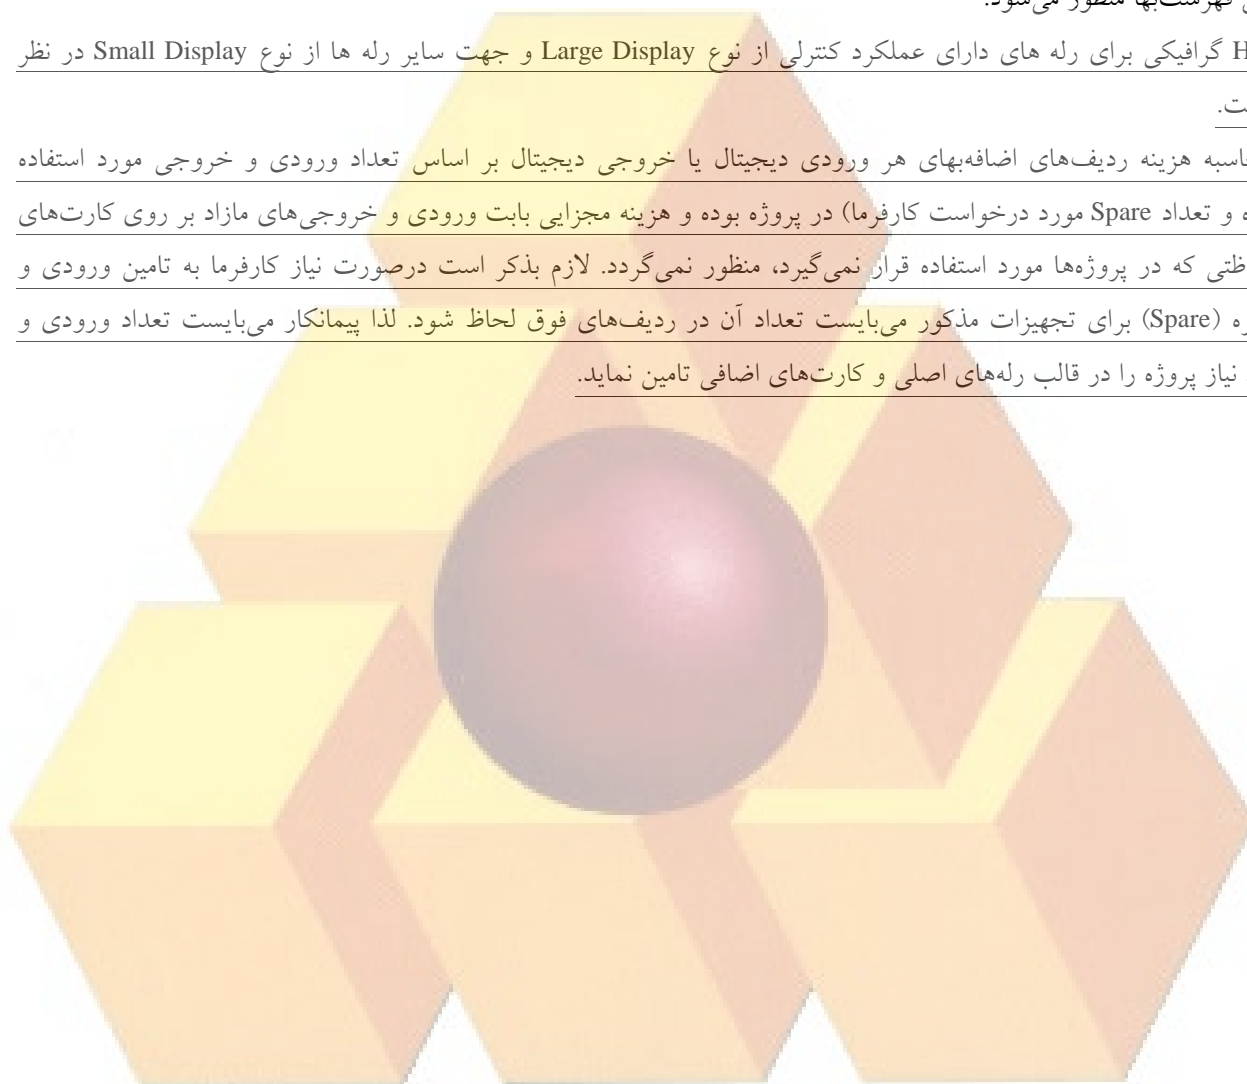 فهرست‌بها منظور می‌شود.
گرافیکی برای رله های دارای عملکرد کنترلی از نوع Large Display و جهت سایر رله ها از نوع Small Display در نظر
هزینه ردیف‌های اضافه‌بهای هر ورودی دیجیتال یا خروجی دیجیتال بر اساس تعداد ورودی و خروجی مورد استفاده
و تعداد Spare مورد درخواست کارفرما) در پروژه بوده و هزینه مجزایی بابت ورودی و خروجی‌های مازاد بر روی کارت‌های
که در پروژه‌ها مورد استفاده قرار نمی‌گیرد، منظور نمی‌گردد. لازم بذکر است درصورت نیاز کارفرما به تامین ورودی و
(Spare) برای تجهیزات مذکور می‌بایست تعداد آن در ردیف‌های فوق لحاظ شود. لذا پیمانکار می‌بایست تعداد ورودی و
نیاز پروژه را در قالب رله‌های اصلی و کارت‌های اضافی تامین نماید.